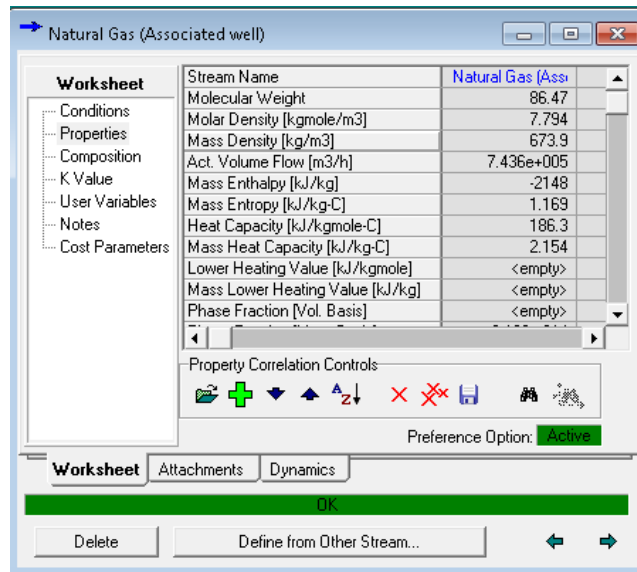 Natural Gas (Associated well)
Worksheet
Conditions
Properties
Composition
K Value
User Variables
Notes
Cost Parameters
Stream Name Natural Gas (Ass
Molecular Weight 86.47
Molar Density [kgmole/m3] 7.794
Mass Density [kg/m3] 673.9
Act. Volume Flow [m3/h] 7.436e+005
Mass Enthalpy [kJ/kg] -2148
Mass Entropy [kJ/kg-C] 1.169
Heat Capacity [kJ/kgmole-C] 186.3
Mass Heat Capacity [kJ/kg-C] 2.154
Lower Heating Value [kJ/kgmole] <empty>
Mass Lower Heating Value [kJ/kg] <empty>
Phase Fraction [Vol. Basis] <empty>
Property Correlation Controls
Preference Option: Active
Worksheet Attachments Dynamics
OK
Delete Define from Other Stream...